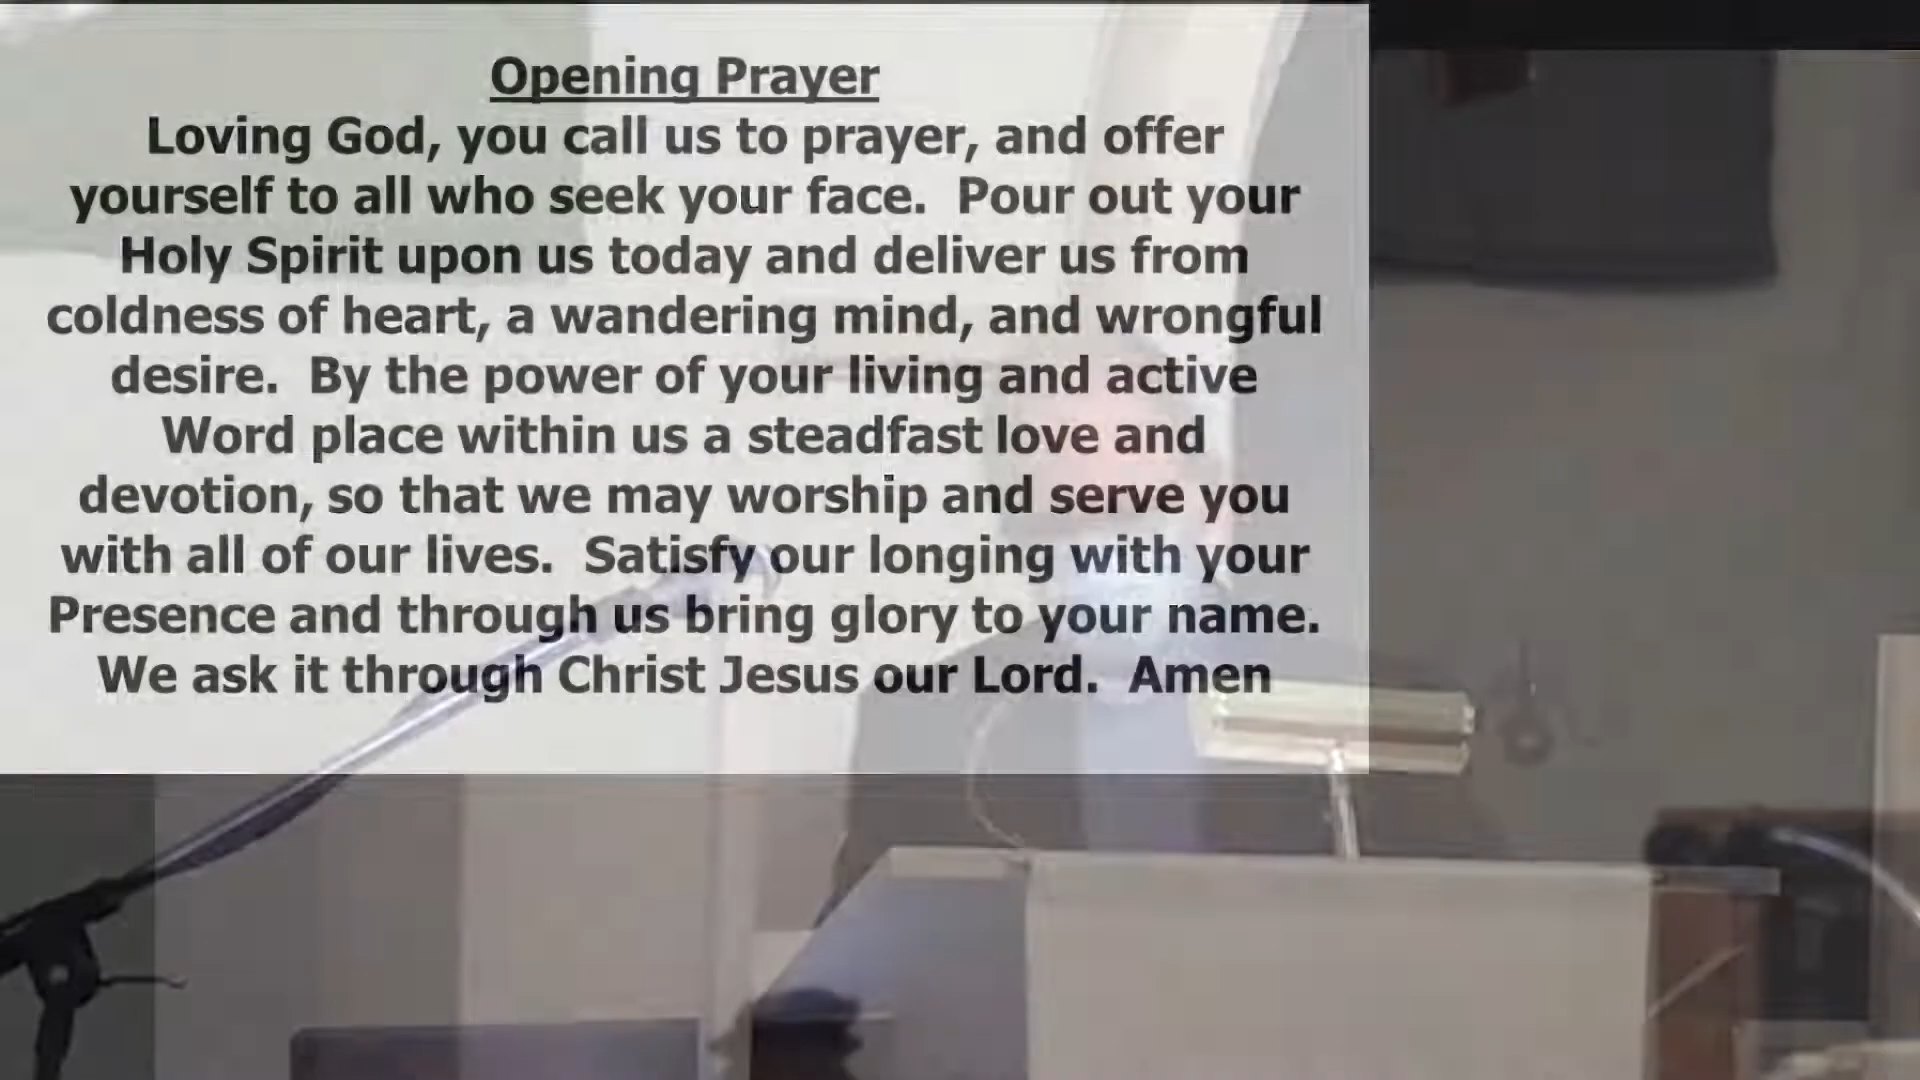 Opening Prayer
Loving God, you call us to prayer, and offer
yourself to all who seek your face.  Pour out your
Holy Spirit upon us today and deliver us from
coldness of heart, a wandering mind, and wrongful
desire.  By the power of your living and active
Word place within us a steadfast love and
devotion, so that we may worship and serve you
with all of our lives.  Satisfy our longing with your
Presence and through us bring glory to your name.
We ask it through Christ Jesus our Lord.  Amen